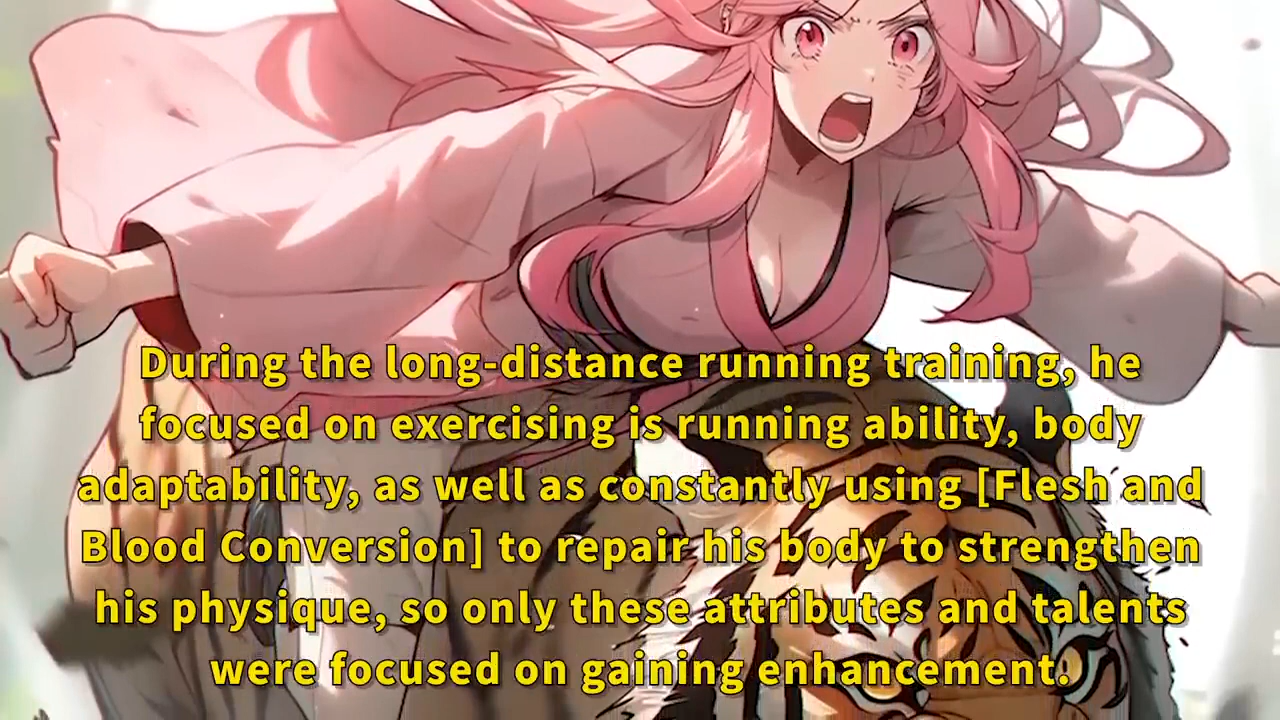 During the long-distance running training, he
focused on exercising is running ability, body
adaptability, as well as constantly using [Flesh and
Blood Conversion] to repair his body to strengthen
his physique, so only these attributes and talents
were focused on gaining enhancement.